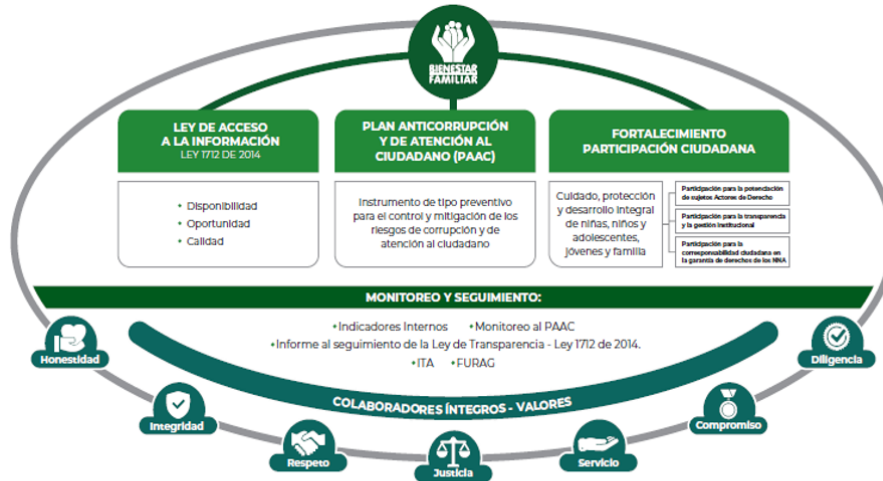 BIENESTAR
FAMILIAR
LEY DE ACCESO
A LA INFORMACIÓN
LEY 1712 DE 2014
• Disponibilidad
• Oportunidad
• Calidad
PLAN ANTICORRUPCIÓN
Y DE ATENCIÓN AL
CIUDADANO (PAAC)
Instrumento de tipo preventivo
para el control y mitigación de los
riesgos de corrupción y de
atención al ciudadano
FORTALECIMIENTO
PARTICIPACIÓN CIUDADANA
Cuidado, protección
y desarrollo integral
de niñas, niños y
adolescentes,
jóvenes y familia
Participación para la potenciación
de sujetos Actores de Derecho
Participación para la transparencia
y la gestión institucional
Participación para la
corresponsabilidad ciudadana en
la garantía de derechos de los NNA
MONITOREO Y SEGUIMIENTO:
•Indicadores Internos •Monitoreo al PAAC
•Informe al seguimiento de la Ley de Transparencia - Ley 1712 de 2014.
•ITA •FURAG
COLABORADORES ÍNTEGROS - VALORES
Honestidad
Integridad
Respeto
Justicia
Servicio
Compromiso
Diligencia